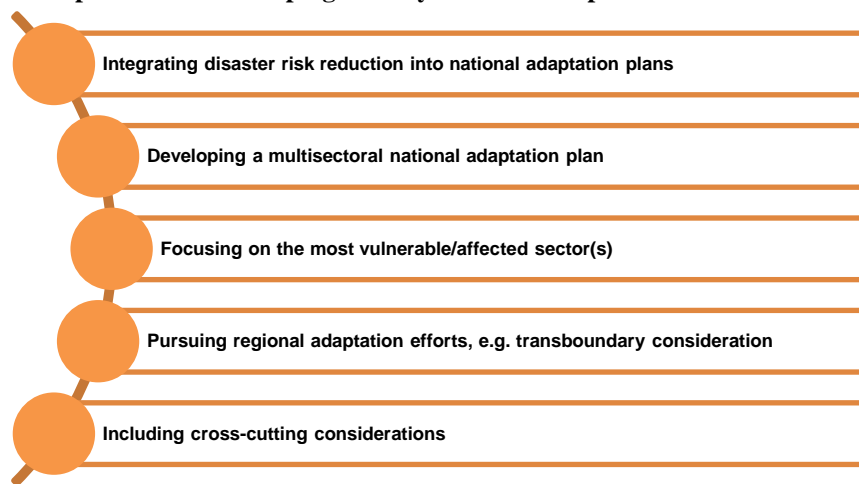 Integrating disaster risk reduction into national adaptation plans
Developing a multisectoral national adaptation plan
Focusing on the most vulnerable/affected sector(s)
Pursuing regional adaptation efforts, e.g. transboundary consideration
Including cross-cutting considerations